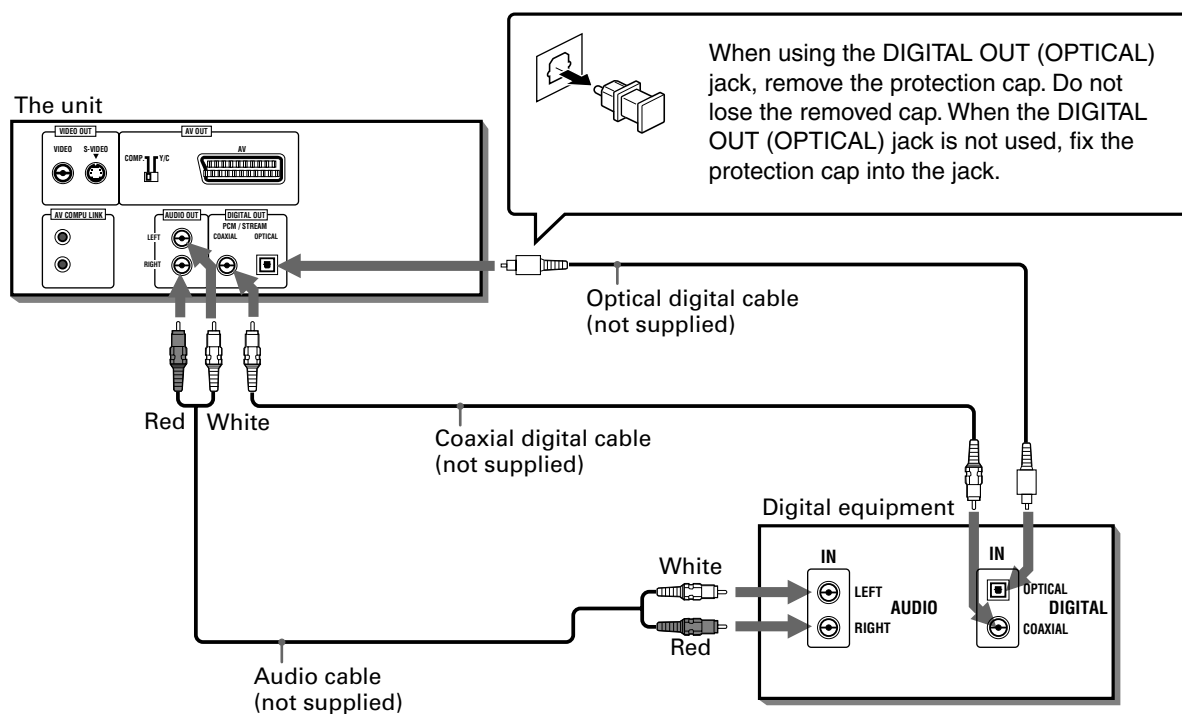 When using the DIGITAL OUT (OPTICAL)
jack, remove the protection cap. Do not
lose the removed cap. When the DIGITAL
OUT (OPTICAL) jack is not used, fix the
protection cap into the jack.
The unit
VIDEO OUT
VIDEO
S-VIDEO
AV OUT
COMP.
Y/C
AV
AV COMPU LINK
AUDIO OUT
LEFT
RIGHT
DIGITAL OUT
PCM / STREAM
COAXIAL
OPTICAL
Optical digital cable
(not supplied)
Red
White
Coaxial digital cable
(not supplied)
Digital equipment
White
Red
IN
LEFT
RIGHT
AUDIO
IN
OPTICAL
DIGITAL
COAXIAL
Audio cable
(not supplied)